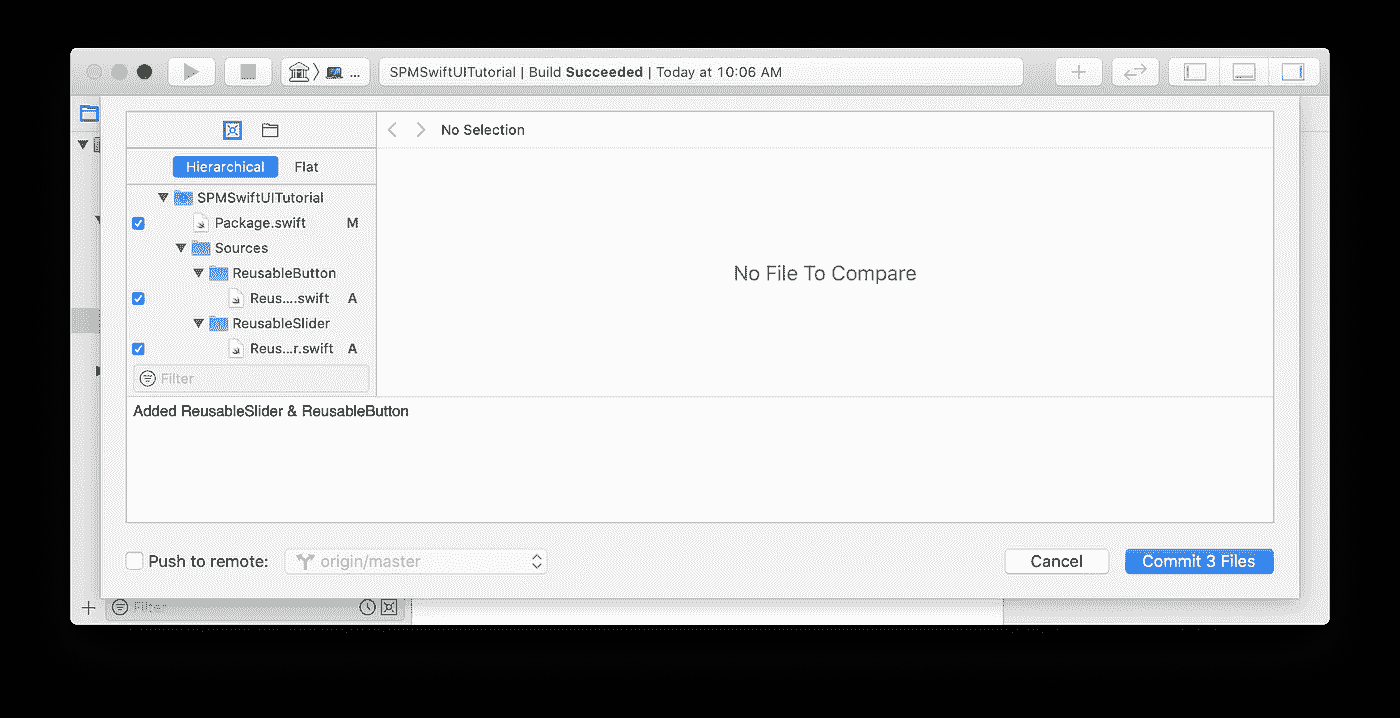 SPMSwiftUITutorial | Build Succeeded | Today at 10:06 AM
No Selection
Hierarchical Flat
SPMSwiftUITutorial
Package.swift M
Sources
ReusableButton
Reus....swift A
ReusableSlider
Reus...r.swift A
Filter
No File To Compare
Added ReusableSlider & ReusableButton
Push to remote: origin/master
Cancel Commit 3 Files
Filter